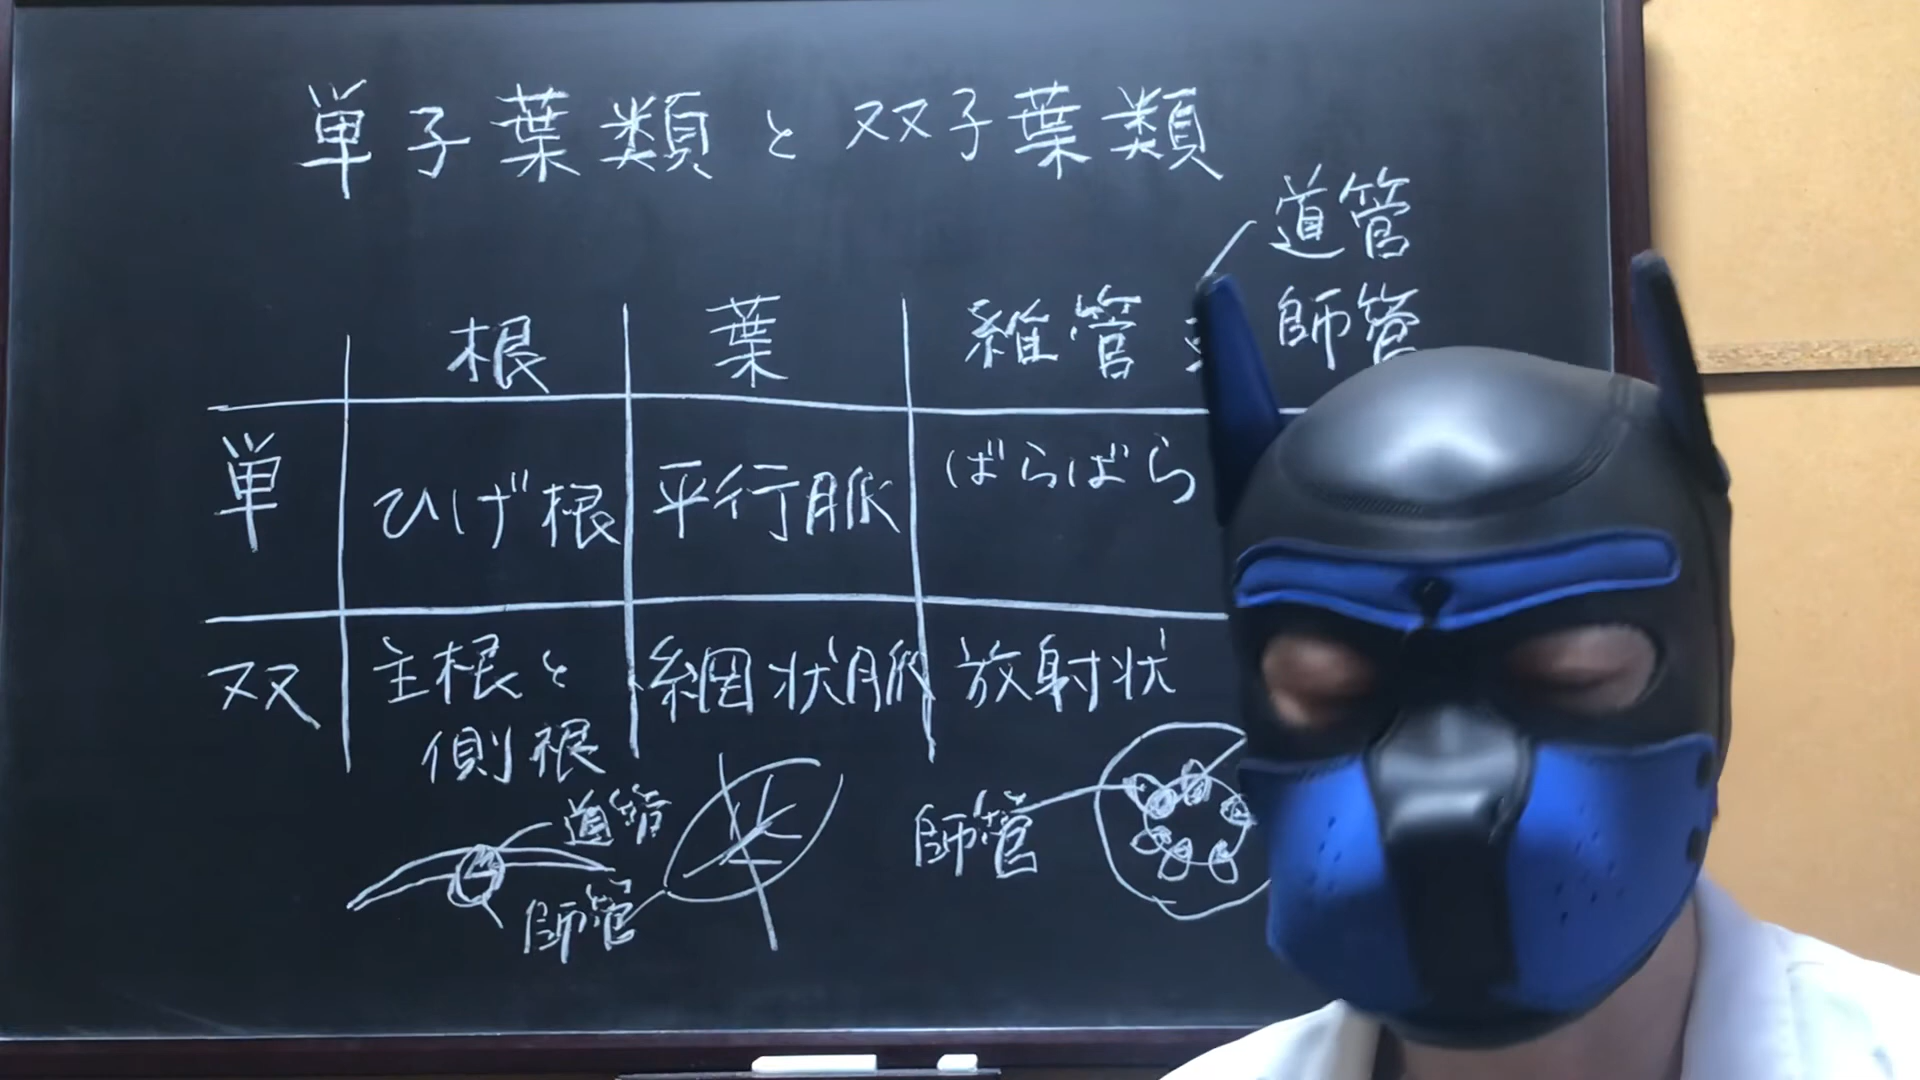 単子葉類と双子葉類
道管
師管
根 葉 維管
単 ひげ根 平行脈 ばらばら
双 主根と 網状脈 放射状
側根
道管
師管
師管